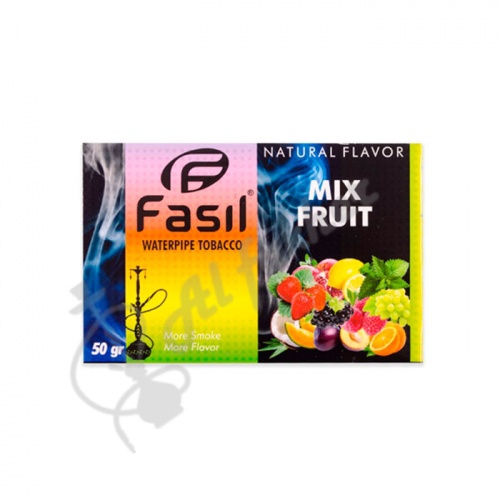 Fasil®
WATERPIPE TOBACCO
50 gr
More Smoke
More Flavor
NATURAL FLAVOR
MIX
FRUIT